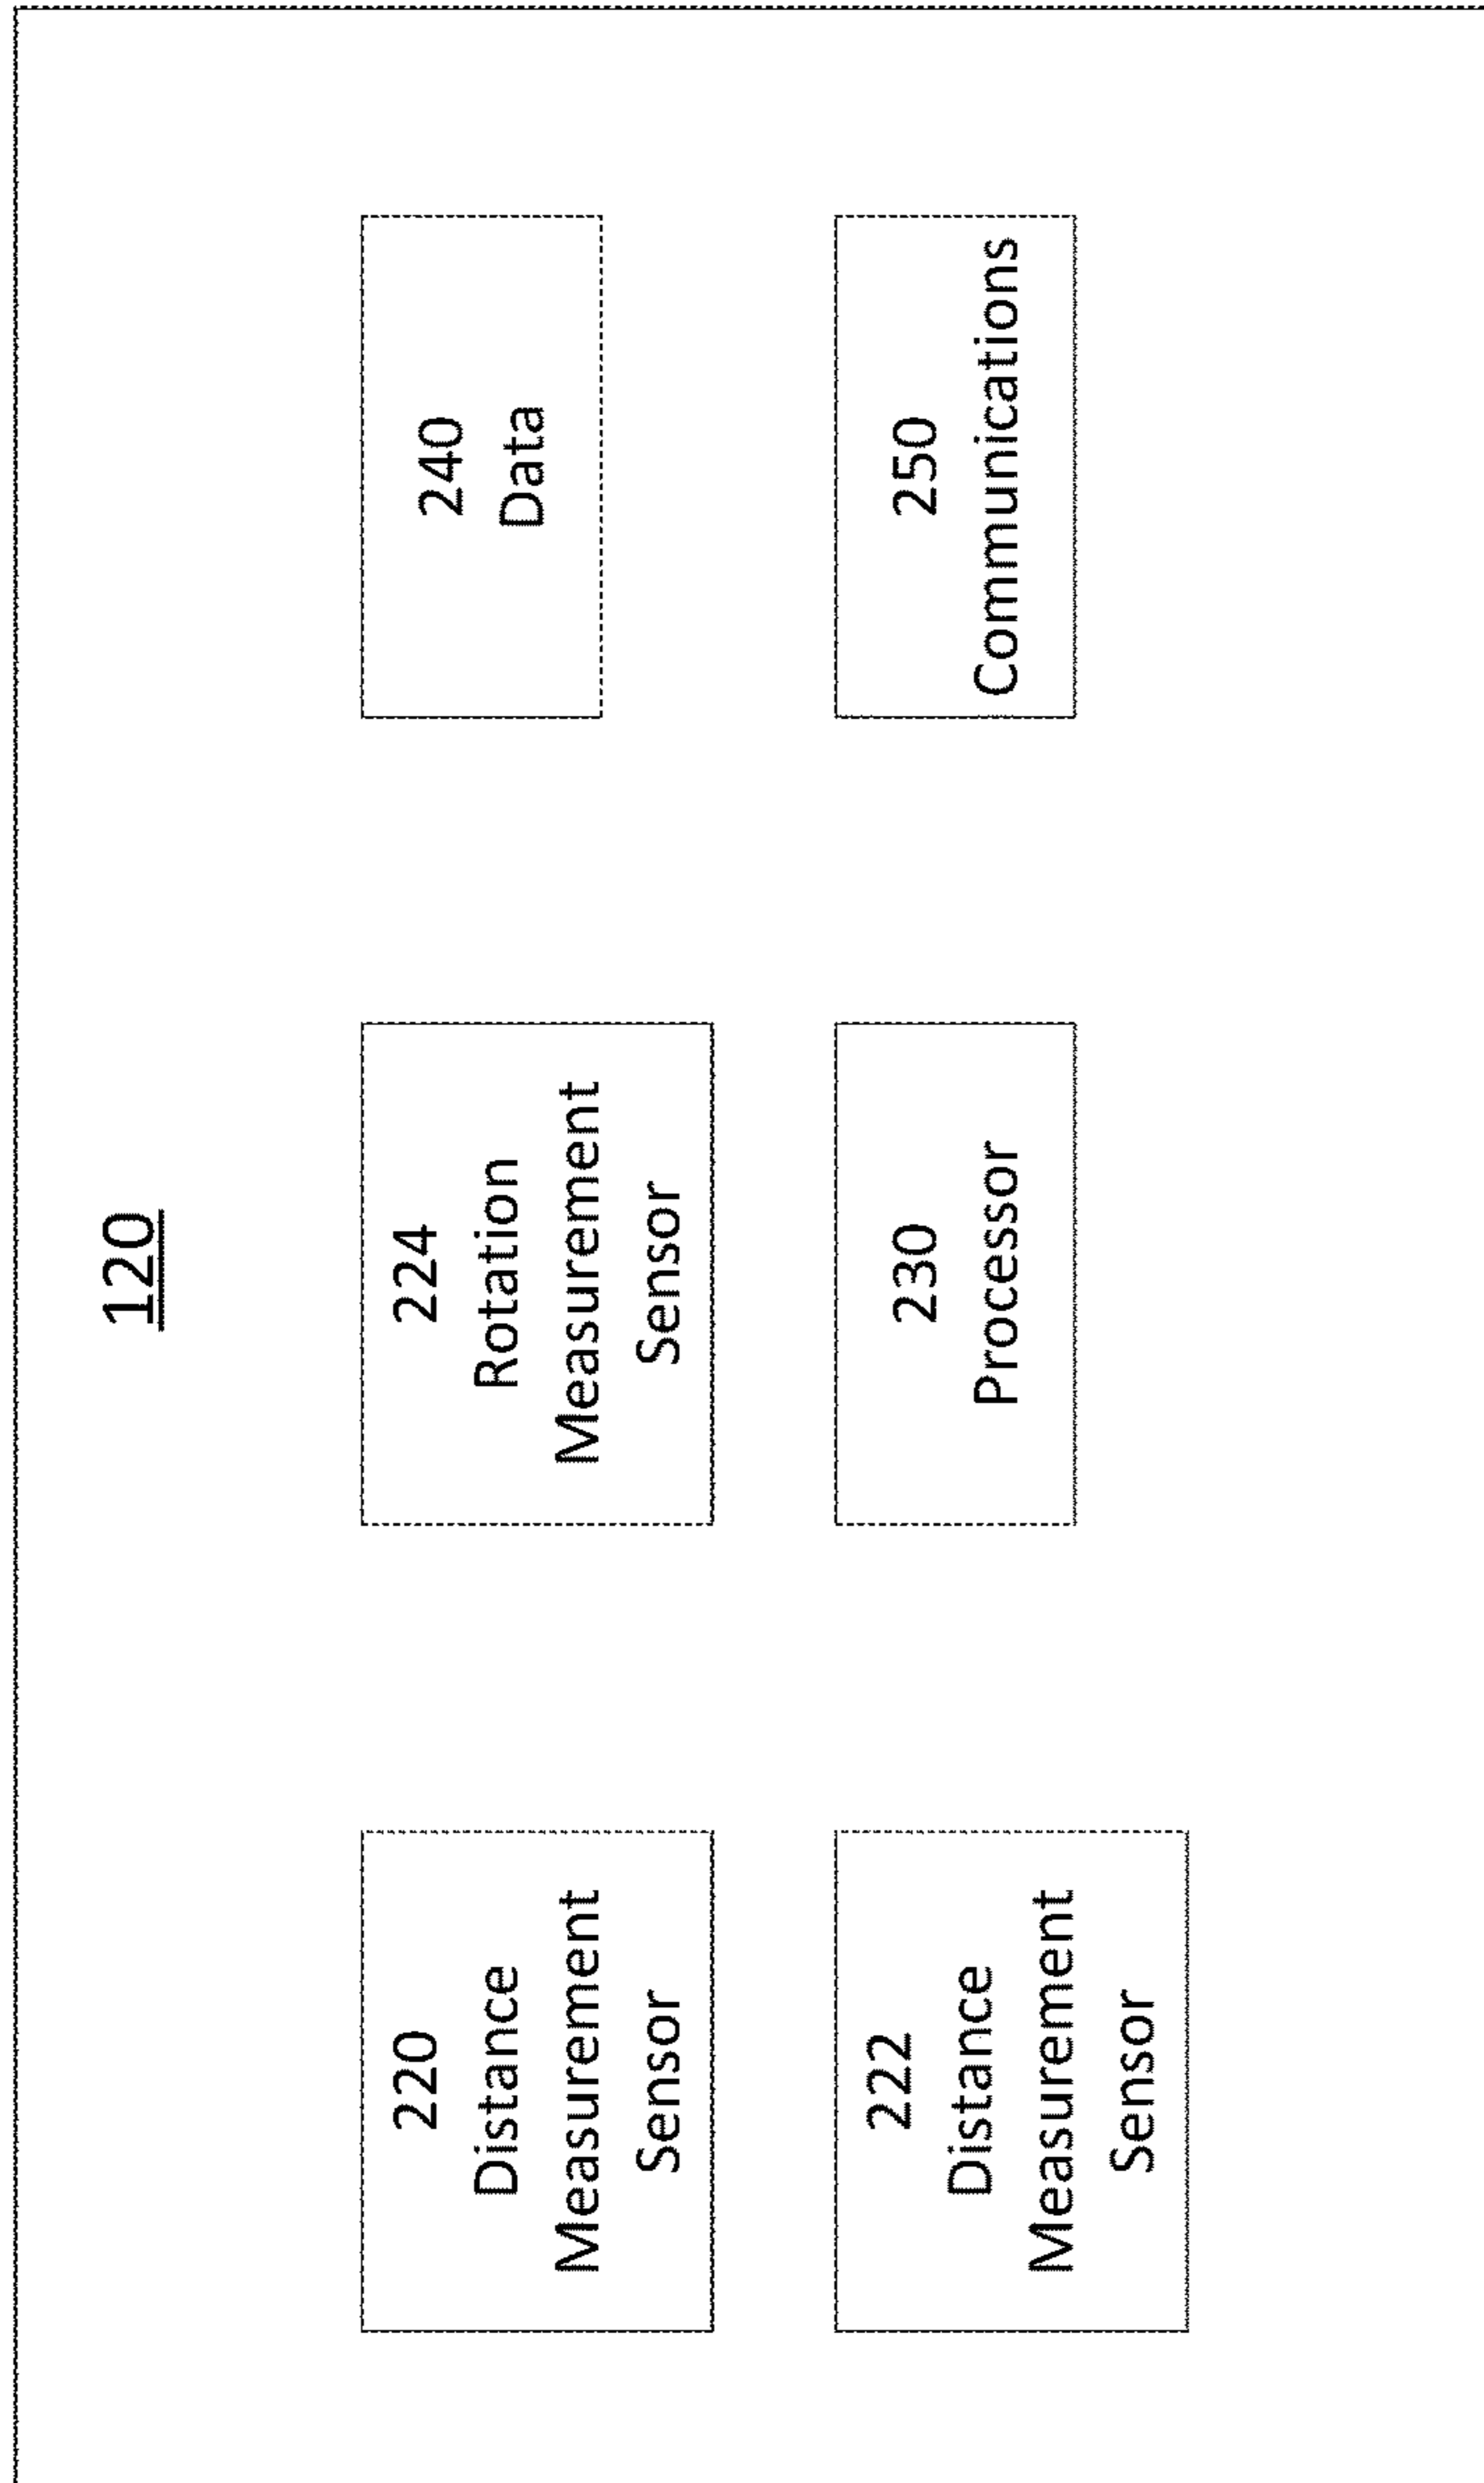 120
220
Distance
Measurement
Sensor
224
Rotation
Measurement
Sensor
240
Data
222
Distance
Measurement
Sensor
230
Processor
250
Communications